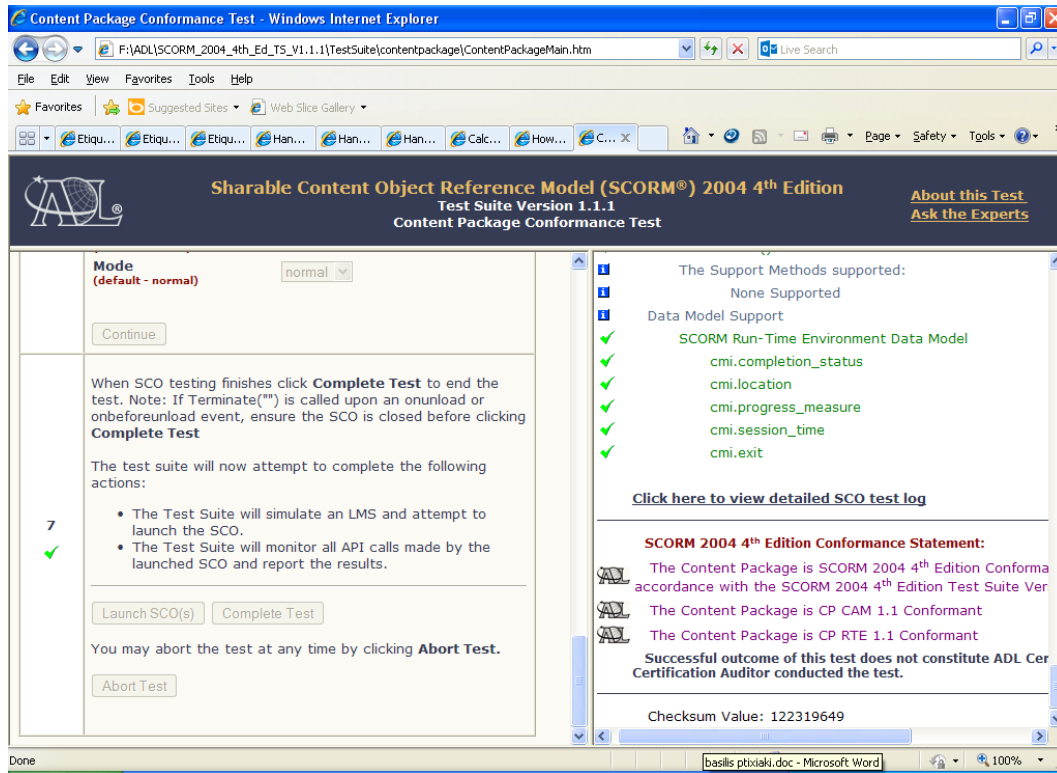 Content Package Conformance Test - Windows Internet Explorer
F:\ADL\SCORM_2004_4th_Ed_TS_V1.1.1\TestSuite\contentpackage\ContentPackageMain.htm
Live Search
File Edit View Favorites Tools Help
Favorites Suggested Sites Web Slice Gallery
Etiqu... Etiqu... Etiqu... Han... Han... Han... Calc... How... C... X Page Safety Tools
Sharable Content Object Reference Model (SCORM®) 2004 4th Edition
Test Suite Version 1.1.1
Content Package Conformance Test
About this Test
Ask the Experts
ADL ®
Mode
(default - normal)
normal
Continue
7
When SCO testing finishes click Complete Test to end the
test. Note: If Terminate("") is called upon an onunload or
onbeforeunload event, ensure the SCO is closed before clicking
Complete Test
The test suite will now attempt to complete the following
actions:
• The Test Suite will simulate an LMS and attempt to
launch the SCO.
• The Test Suite will monitor all API calls made by the
launched SCO and report the results.
Launch SCO(s) Complete Test
You may abort the test at any time by clicking Abort Test.
Abort Test
The Support Methods supported:
None Supported
Data Model Support
SCORM Run-Time Environment Data Model
cmi.completion_status
cmi.location
cmi.progress_measure
cmi.session_time
cmi.exit
Click here to view detailed SCO test log
SCORM 2004 4th Edition Conformance Statement:
The Content Package is SCORM 2004 4th Edition Conforma
accordance with the SCORM 2004 4th Edition Test Suite Ver
The Content Package is CP CAM 1.1 Conformant
The Content Package is CP RTE 1.1 Conformant
Successful outcome of this test does not constitute ADL Cer
Certification Auditor conducted the test.
Checksum Value: 122319649
Done
basilis ptixiaki.doc - Microsoft Word
100%